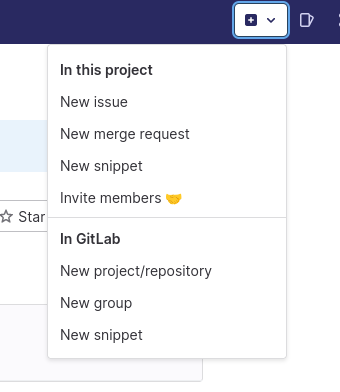 In this project
New issue
New merge request
New snippet
Invite members 🤝
Star
In GitLab
New project/repository
New group
New snippet